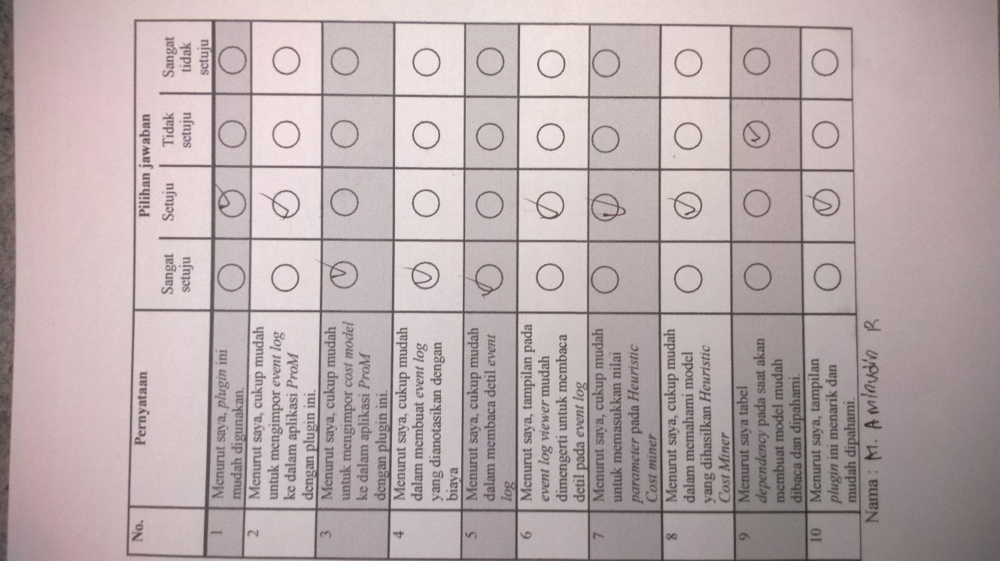 No.
Pernyataan
Pilihan jawaban
Sangat
setuju
Setuju
Tidak
setuju
Sangat
tidak
setuju
1
Menurut saya, plugin ini
mudah digunakan.
2
Menurut saya, cukup mudah
untuk mengimpor event log
ke dalam aplikasi ProM
dengan plugin ini.
3
Menurut saya, cukup mudah
untuk mengimpor cost model
ke dalam aplikasi ProM
dengan plugin ini.
4
Menurut saya, cukup mudah
dalam membuat event log
yang dianotasikan dengan
biaya
5
Menurut saya, cukup mudah
dalam membaca detil event
log
6
Menurut saya, tampilan pada
event log viewer mudah
dimengerti untuk membaca
detil pada event log
7
Menurut saya, cukup mudah
untuk memasukkan nilai
parameter pada Heuristic
Cost miner
8
Menurut saya, cukup mudah
dalam memahami model
yang dihasilkan Heuristic
Cost Miner
9
Menurut saya tabel
dependency pada saat akan
membuat model mudah
dibaca dan dipahami.
10
Menurut saya, tampilan
plugin ini menarik dan
mudah dipahami.
Nama : M. Aminuddin R